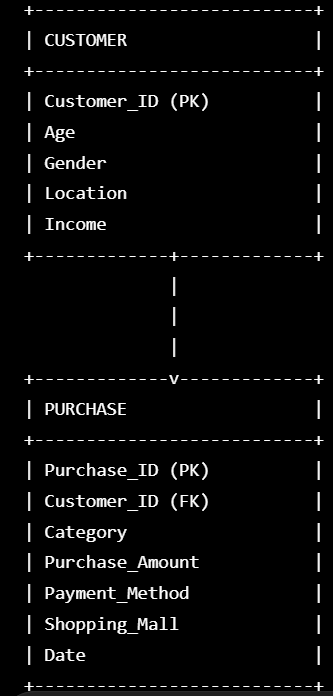 +---------------------------+
| CUSTOMER                  |
+---------------------------+
| Customer_ID (PK)          |
| Age                       |
| Gender                    |
| Location                  |
| Income                    |
+-------------+-------------+
              |
              |
              |
+-------------v-------------+
| PURCHASE                  |
+---------------------------+
| Purchase_ID (PK)          |
| Customer_ID (FK)          |
| Category                  |
| Purchase_Amount           |
| Payment_Method            |
| Shopping_Mall             |
| Date                      |
+---------------------------+